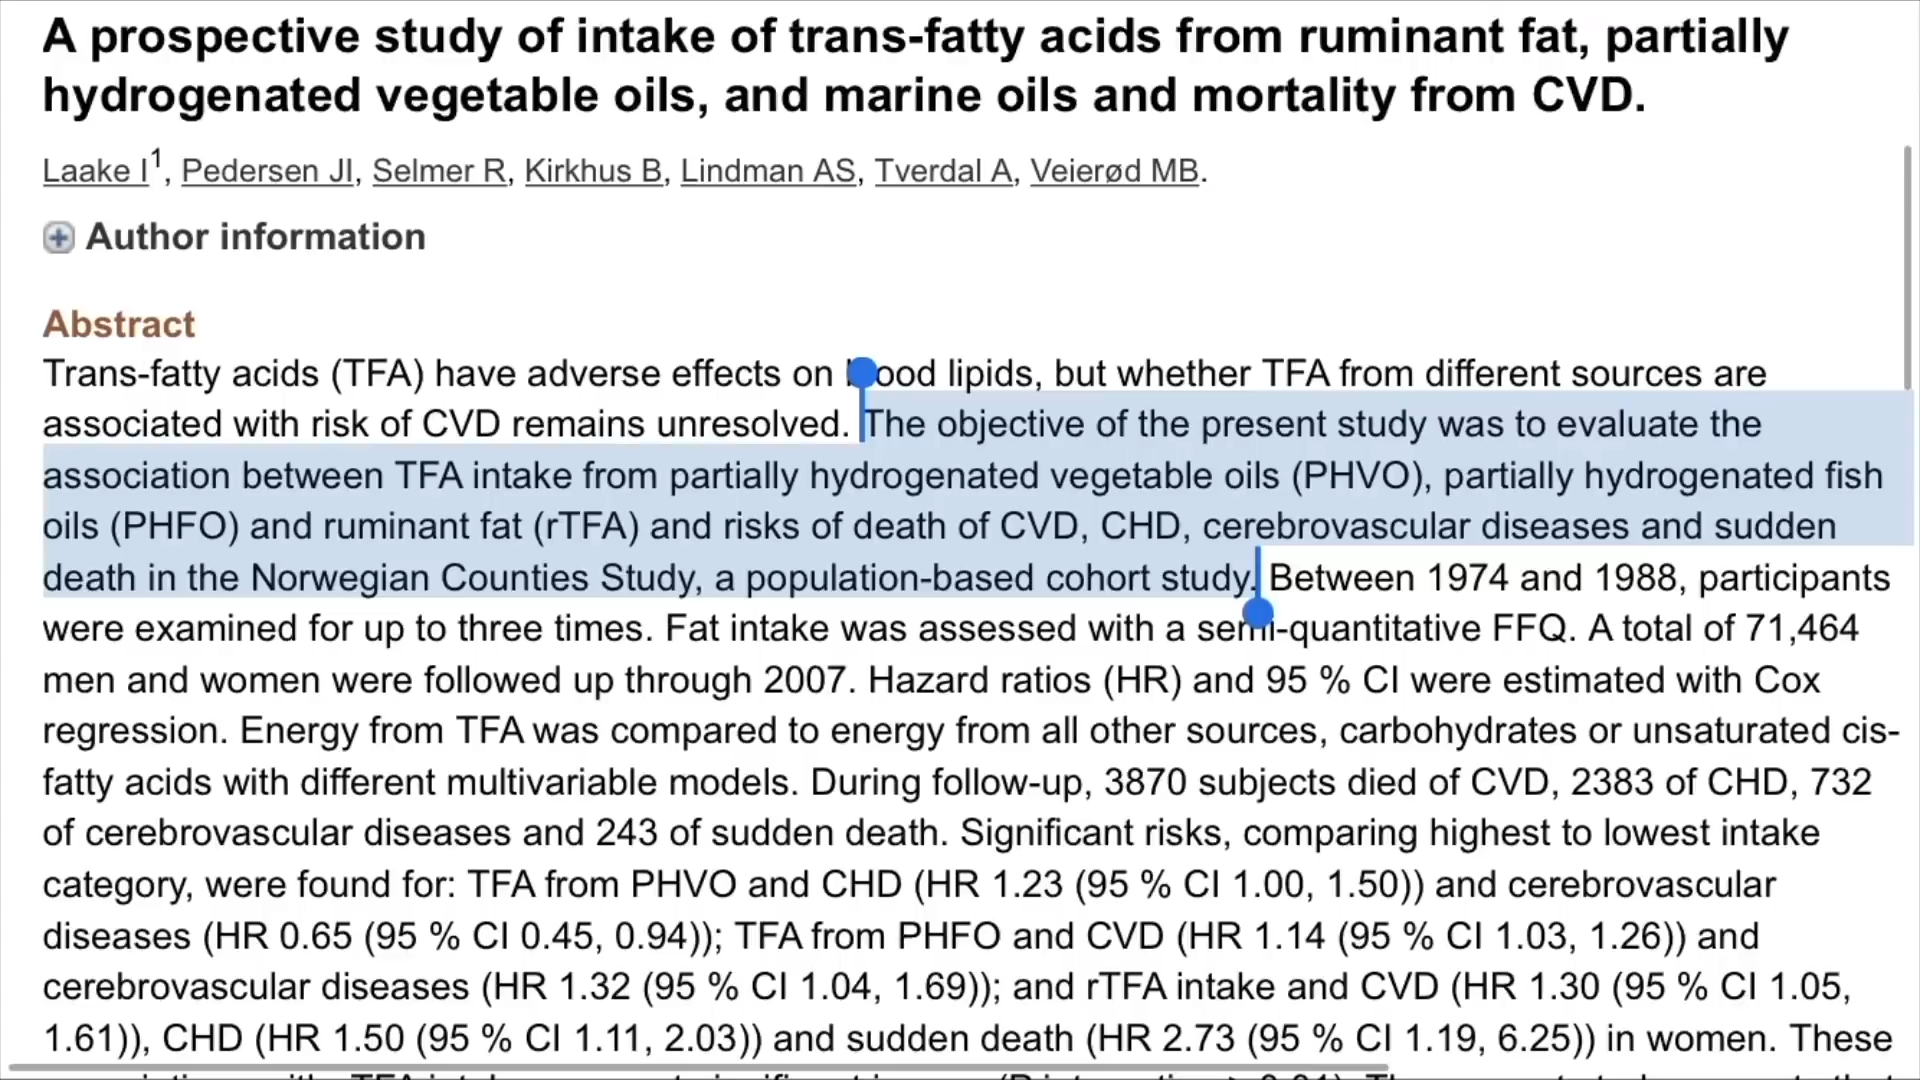 A prospective study of intake of trans-fatty acids from ruminant fat, partially
hydrogenated vegetable oils, and marine oils and mortality from CVD.
Laake I1, Pedersen JI, Selmer R, Kirkhus B, Lindman AS, Tverdal A, Veierød MB.
Author information
Abstract
Trans-fatty acids (TFA) have adverse effects on blood lipids, but whether TFA from different sources are
associated with risk of CVD remains unresolved. The objective of the present study was to evaluate the
association between TFA intake from partially hydrogenated vegetable oils (PHVO), partially hydrogenated fish
oils (PHFO) and ruminant fat (rTFA) and risks of death of CVD, CHD, cerebrovascular diseases and sudden
death in the Norwegian Counties Study, a population-based cohort study. Between 1974 and 1988, participants
were examined for up to three times. Fat intake was assessed with a semi-quantitative FFQ. A total of 71,464
men and women were followed up through 2007. Hazard ratios (HR) and 95 % CI were estimated with Cox
regression. Energy from TFA was compared to energy from all other sources, carbohydrates or unsaturated cis-
fatty acids with different multivariable models. During follow-up, 3870 subjects died of CVD, 2383 of CHD, 732
of cerebrovascular diseases and 243 of sudden death. Significant risks, comparing highest to lowest intake
category, were found for: TFA from PHVO and CHD (HR 1.23 (95 % CI 1.00, 1.50)) and cerebrovascular
diseases (HR 0.65 (95 % CI 0.45, 0.94)); TFA from PHFO and CVD (HR 1.14 (95 % CI 1.03, 1.26)) and
cerebrovascular diseases (HR 1.32 (95 % CI 1.04, 1.69)); and rTFA intake and CVD (HR 1.30 (95 % CI 1.05,
1.61)), CHD (HR 1.50 (95 % CI 1.11, 2.03)) and sudden death (HR 2.73 (95 % CI 1.19, 6.25)) in women. These